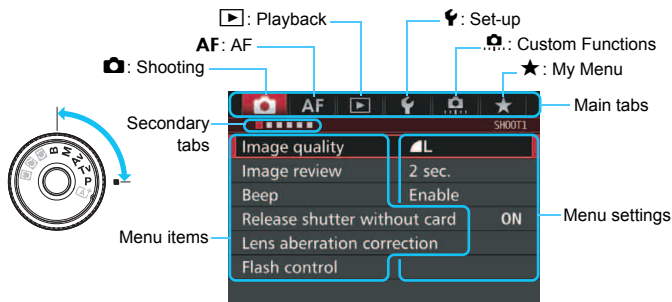 : Playback
: Set-up
AF: AF
: Custom Functions
: Shooting
: My Menu
AF
Main tabs
Secondary tabs
SHOOT1
Image quality L
Image review 2 sec.
Beep Enable
Release shutter without card ON
Lens aberration correction
Flash control
Menu items
Menu settings
B
M
Av
Tv
P
A+